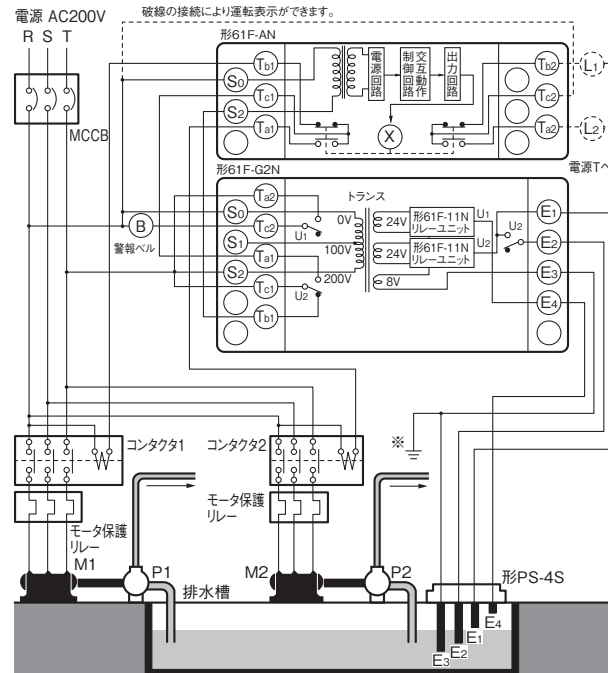 電源 AC200V
R S T
破線の接続により運転表示ができます。
形61F-AN
MCCB
S0
S2
Tb1
Tc1
Ta1
電源回路
交互動作制御回路
出力回路
X
Tb2
Tc2
Ta2
L1
L2
電源Tへ
形61F-G2N
B
警報ベル
S0
S1
S2
Ta2
Tc2
Ta1
Tc1
Tb1
U1
U2
トランス
0V
100V
200V
24V
24V
8V
形61F-11N
リレーユニット
U1
形61F-11N
リレーユニット
U2
U2
E1
E2
E3
E4
※
コンタクタ1
コンタクタ2
モータ保護
リレー
モータ保護
リレー
M1
P1
排水槽
M2
P2
形PS-4S
E4
E1
E2
E3